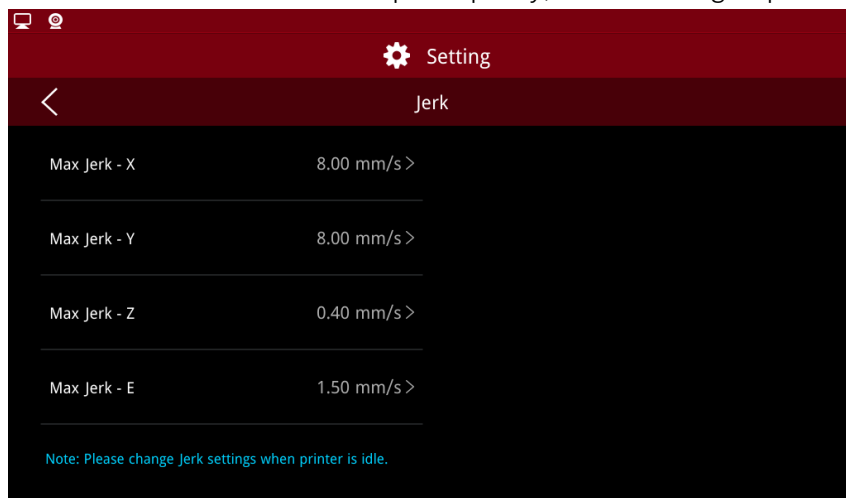 Setting
Jerk
Max Jerk - X 8.00 mm/s
Max Jerk - Y 8.00 mm/s
Max Jerk - Z 0.40 mm/s
Max Jerk - E 1.50 mm/s
Note: Please change Jerk settings when printer is idle.